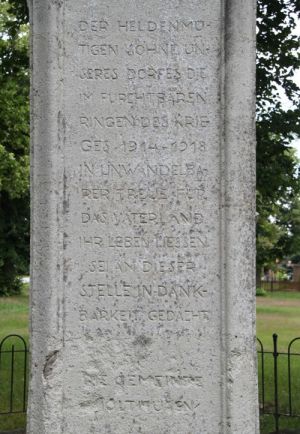 DER HELDENMÜ-
TIGEN SÖHNE UN-
SERES DORFES DIE
IM FURCHTBAREN
RINGEN DES KRIE-
GES 1914-1918
IN UNWANDELBA-
RER TREUE FÜR
DAS VATERLAND
IHR LEBEN LIESSEN
SEI AN DIESER
STELLE IN DANK-
BARKEIT GEDACHT
DIE GEMEINDE